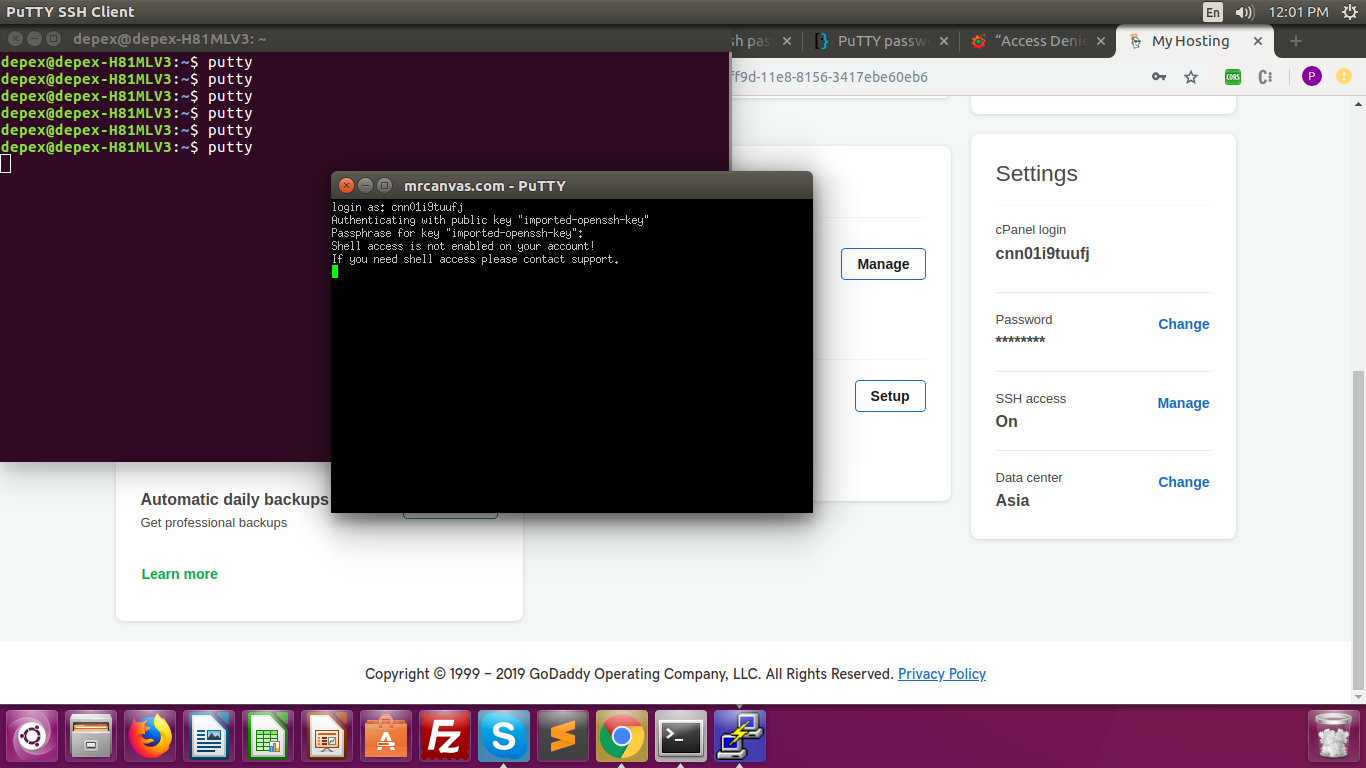 PuTTY SSH Client
En
12:01 PM
depex@depex-H81MLV3: ~
sh pas
PuTTY passw
“Access Deni
My Hosting
ff9d-11e8-8156-3417ebe60eb6
CORS
P
depex@depex-H81MLV3:~$ putty
depex@depex-H81MLV3:~$ putty
depex@depex-H81MLV3:~$ putty
depex@depex-H81MLV3:~$ putty
depex@depex-H81MLV3:~$ putty
depex@depex-H81MLV3:~$ putty
mrcanvas.com - PuTTY
login as: cnn01i9tuufj
Authenticating with public key "imported-openssh-key"
Passphrase for key "imported-openssh-key":
Shell access is not enabled on your account!
If you need shell access please contact support.
Manage
Setup
Settings
cPanel login
cnn01i9tuufj
Password
********
Change
SSH access
On
Manage
Data center
Asia
Change
Automatic daily backups
Get professional backups
Learn more
Copyright © 1999 – 2019 GoDaddy Operating Company, LLC. All Rights Reserved. Privacy Policy